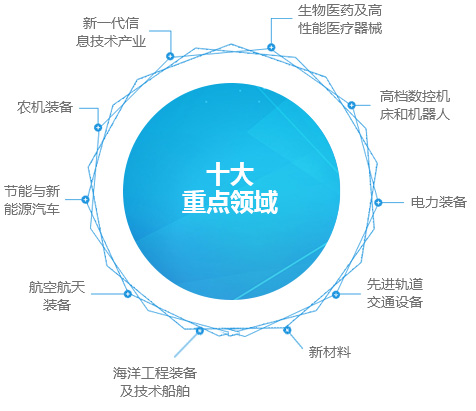 十大
重点领域
生物医药及高
性能医疗器械
高档数控机
床和机器人
电力装备
先进轨道
交通设备
新材料
海洋工程装备
及技术船舶
航空航天
装备
节能与新
能源汽车
农机装备
新一代信
息技术产业